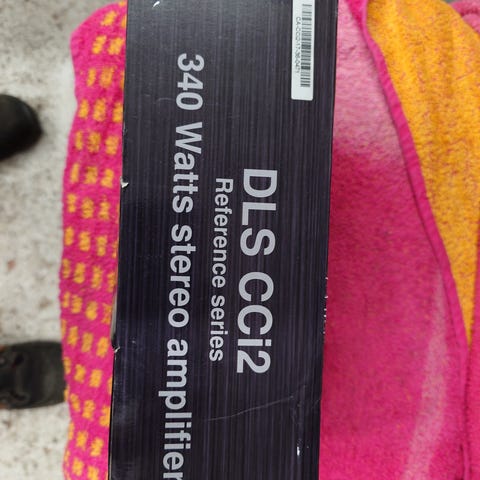 DLS CCi2
Reference series
340 Watts stereo amplifier